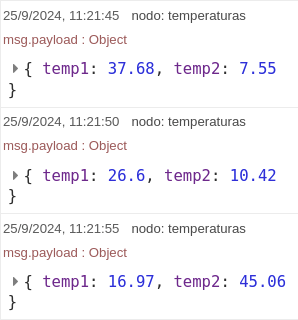 25/9/2024, 11:21:45 nodo: temperaturas
msg.payload : Object
{ temp1: 37.68, temp2: 7.55
}
25/9/2024, 11:21:50 nodo: temperaturas
msg.payload : Object
{ temp1: 26.6, temp2: 10.42
}
25/9/2024, 11:21:55 nodo: temperaturas
msg.payload : Object
{ temp1: 16.97, temp2: 45.06
}